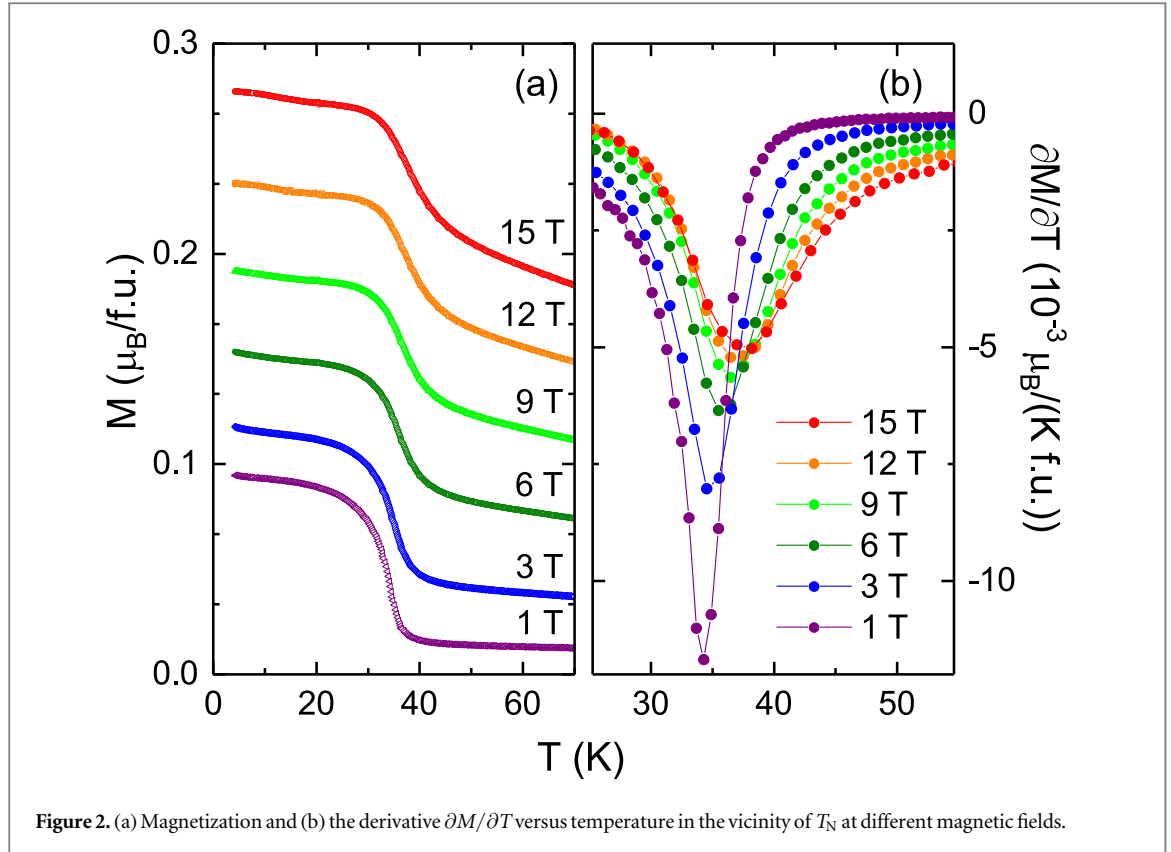 (a)
(b)
0.3
0.2
0.1
0.0
M (μB/f.u.)
15 T
12 T
9 T
6 T
3 T
1 T
0 20 40 60
30 40 50
T (K)
0
-5
-10
∂M/∂T (10⁻³ μB/(K f.u.))
15 T
12 T
9 T
6 T
3 T
1 T
Figure 2. (a) Magnetization and (b) the derivative ∂M/∂T versus temperature in the vicinity of TN at different magnetic fields.